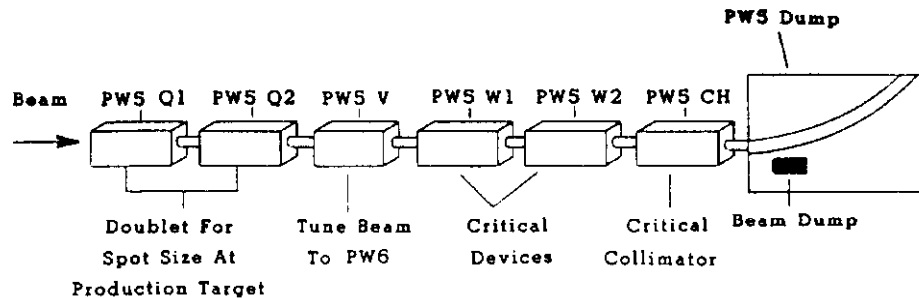 PW5 Dump
Beam
PW5 Q1
PW5 Q2
PW5 V
PW5 W1
PW5 W2
PW5 CH
Doublet For
Spot Size At
Production Target
Tune Beam
To PW6
Critical
Devices
Critical
Collimator
Beam Dump